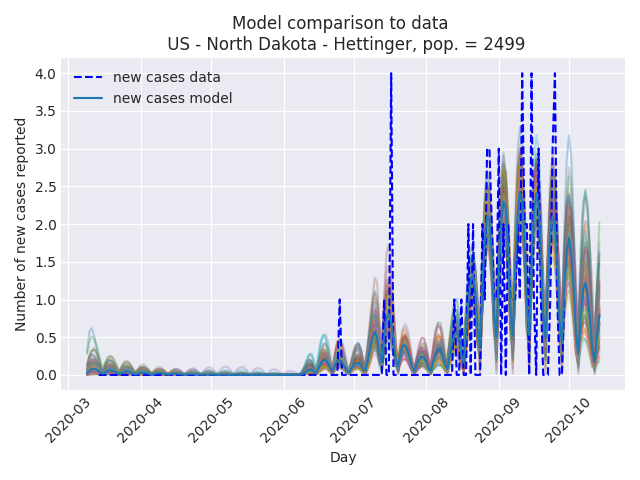 Model comparison to data
US - North Dakota - Hettinger, pop. = 2499
new cases data
new cases model
Number of new cases reported
4.0
3.5
3.0
2.5
2.0
1.5
1.0
0.5
0.0
2020-03
2020-04
2020-05
2020-06
2020-07
2020-08
2020-09
2020-10
Day